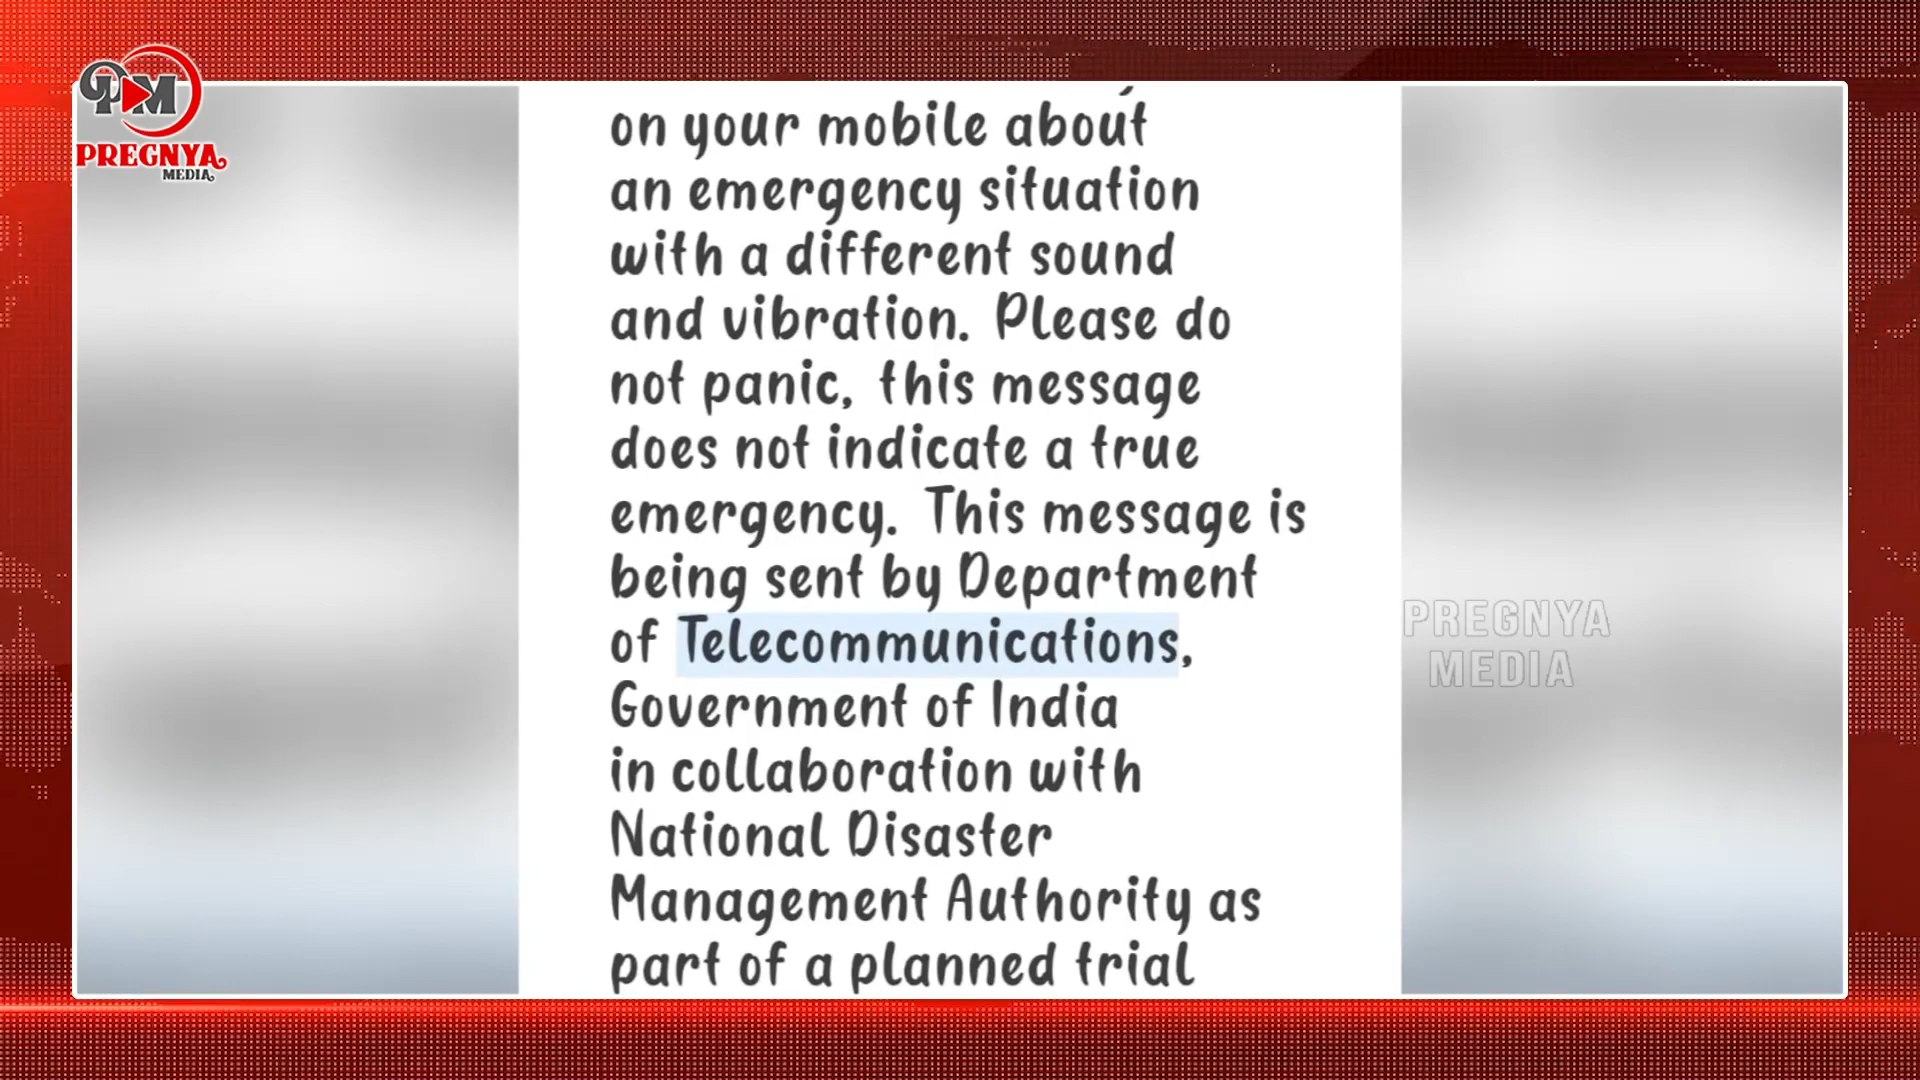 PM
PREGNYA
MEDIA
on your mobile about
an emergency situation
with a different sound
and vibration. Please do
not panic, this message
does not indicate a true
emergency. This message is
being sent by Department
of Telecommunications,
Government of India
in collaboration with
National Disaster
Management Authority as
part of a planned trial
PREGNYA
MEDIA